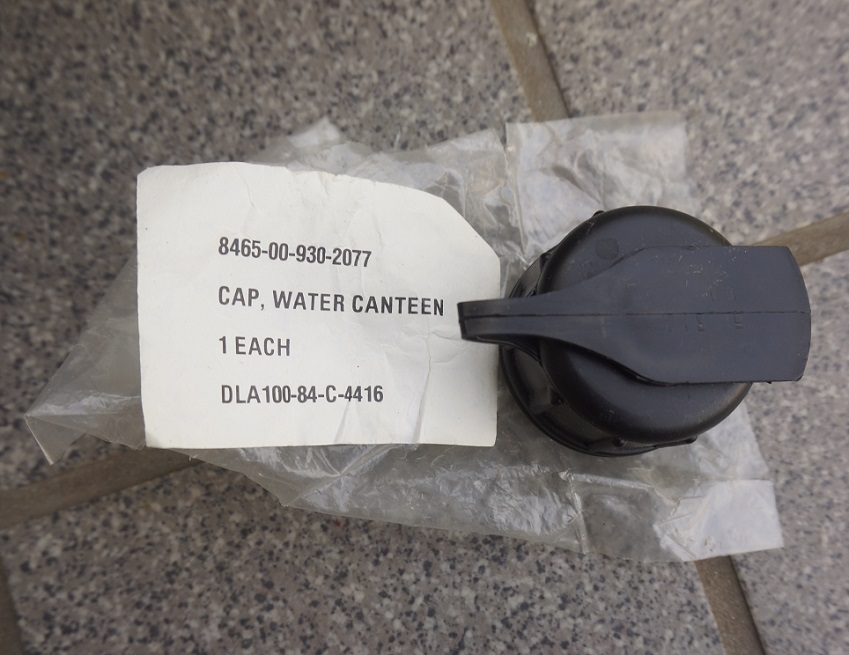 8465-00-930-2077
CAP, WATER CANTEEN
1 EACH
DLA100-84-C-4416